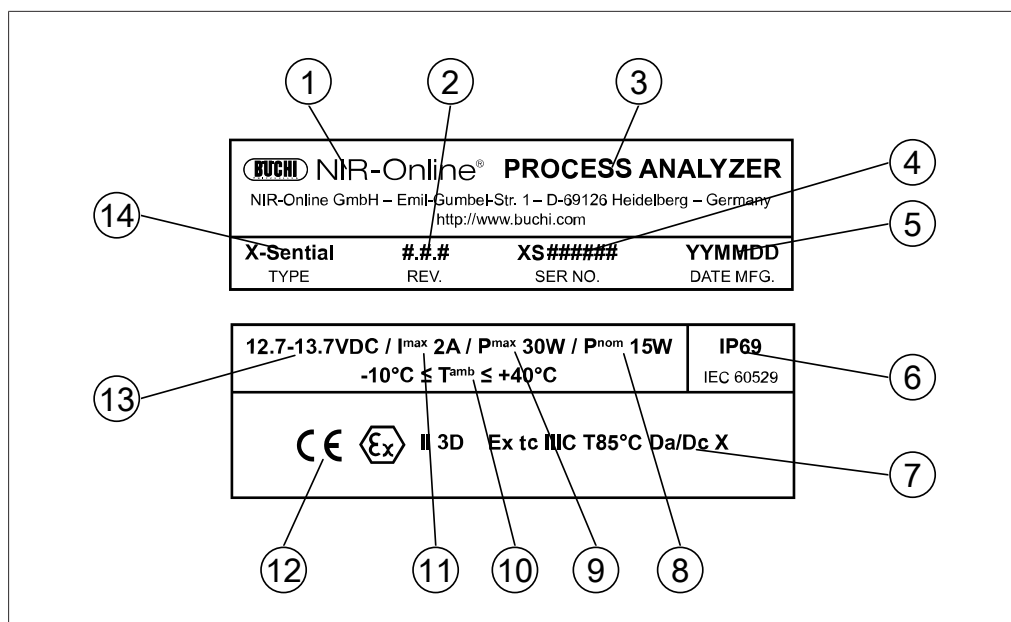 1 2 3
BUCHI NIR-Online® PROCESS ANALYZER
4
NIR-Online GmbH – Emil-Gumbel-Str. 1 – D-69126 Heidelberg – Germany
http://www.buchi.com
14 5
X-Sential #.#.# XS###### YYMMDD
TYPE REV. SER NO. DATE MFG.
12.7-13.7VDC / Imax 2A / Pmax 30W / Pnom 15W IP69
-10°C ≤ Tamb ≤ +40°C IEC 60529
13 6
CE Ex II 3D Ex tc IIIC T85°C Da/Dc X
7
12 11 10 9 8